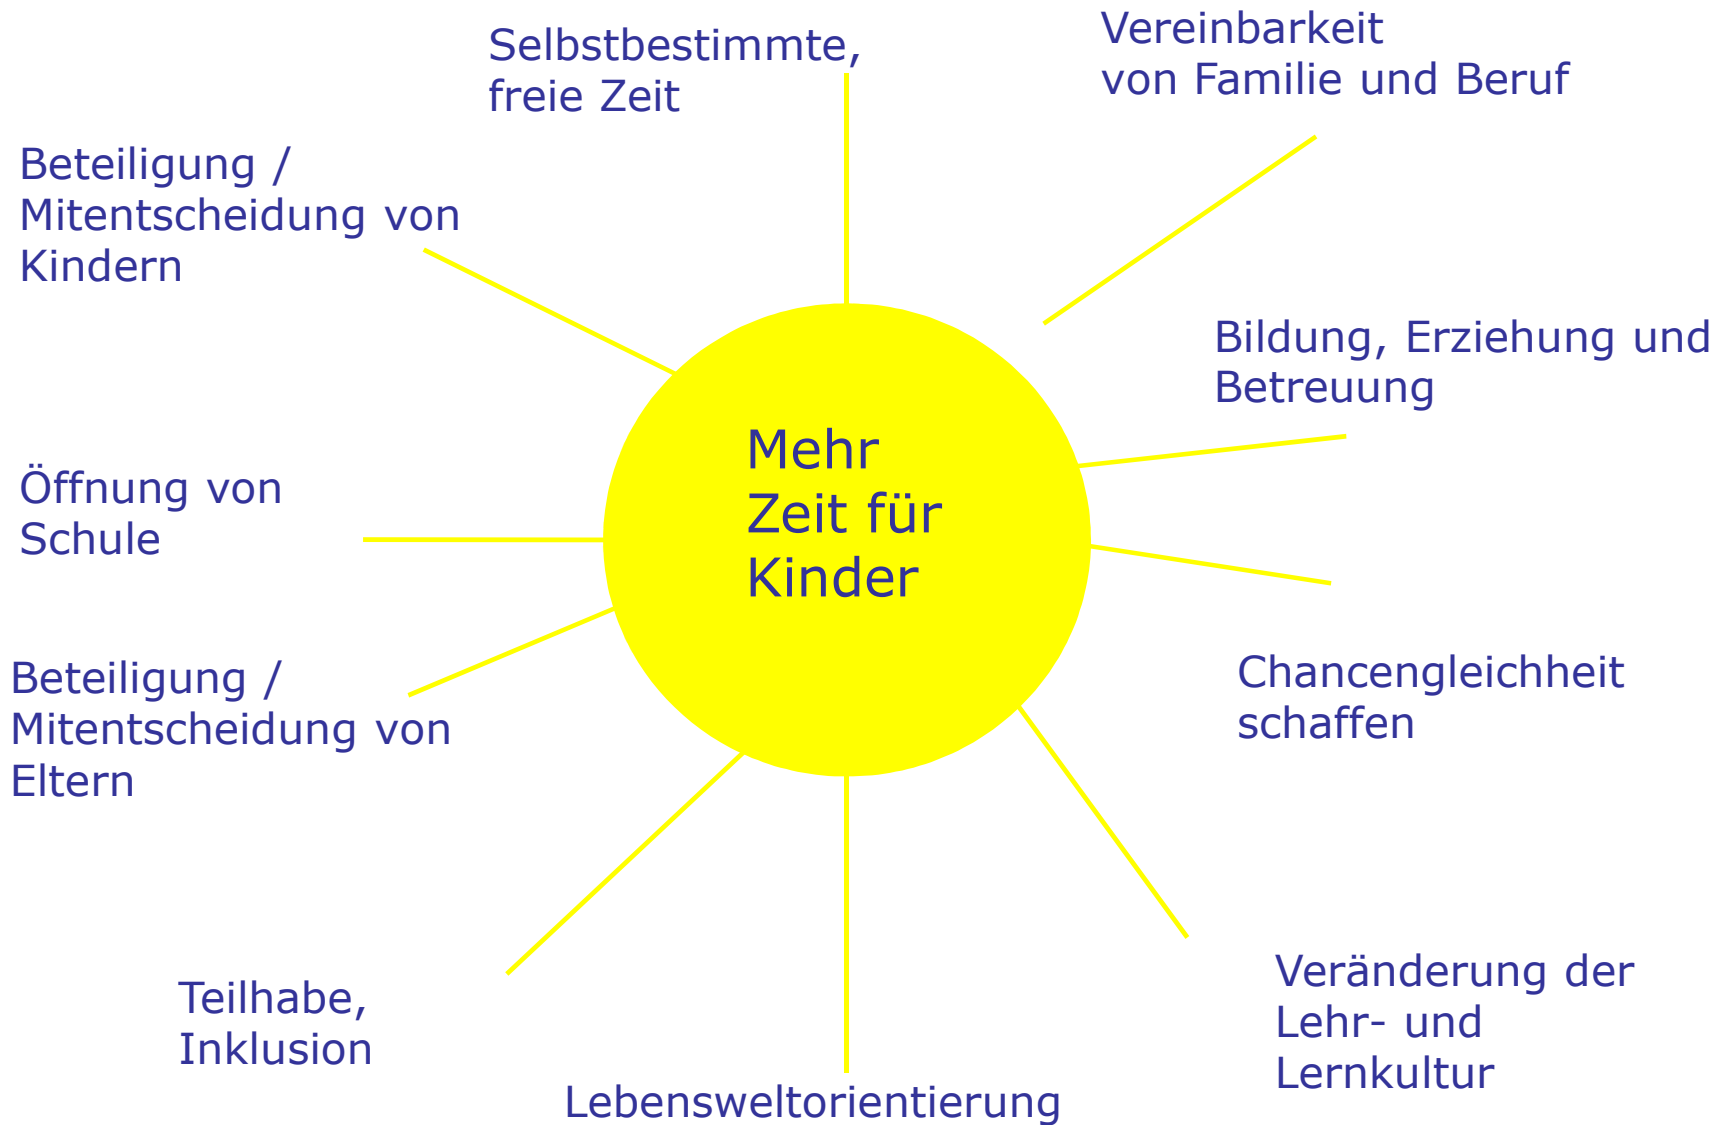 Selbstbestimmte,
freie Zeit
Vereinbarkeit
von Familie und Beruf
Beteiligung /
Mitentscheidung von
Kindern
Bildung, Erziehung und
Betreuung
Mehr
Zeit für
Kinder
Öffnung von
Schule
Beteiligung /
Mitentscheidung von
Eltern
Chancengleichheit
schaffen
Teilhabe,
Inklusion
Veränderung der
Lehr- und
Lernkultur
Lebensweltorientierung